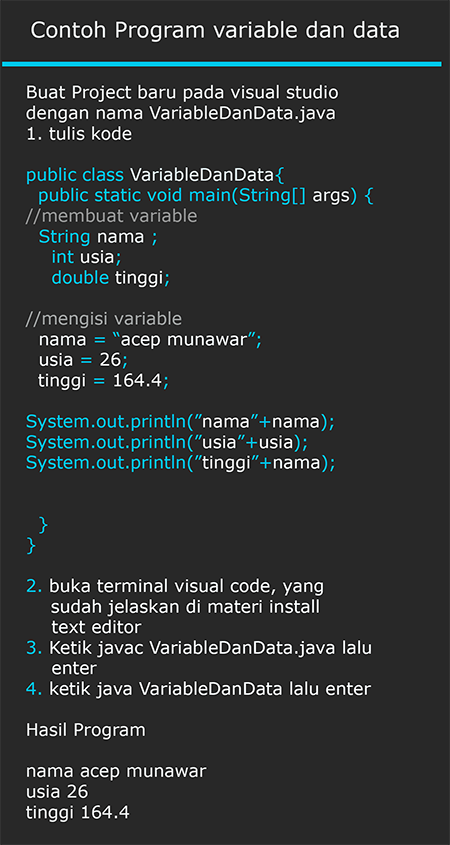 Contoh Program variable dan data
Buat Project baru pada visual studio
dengan nama VariableDanData.java
1. tulis kode
public class VariableDanData{
public static void main(String[] args) {
//membuat variable
String nama ;
int usia;
double tinggi;
//mengisi variable
nama = “acep munawar”;
usia = 26;
tinggi = 164.4;
System.out.println(”nama”+nama);
System.out.println(”usia”+usia);
System.out.println(”tinggi”+nama);
}
}
2. buka terminal visual code, yang
sudah jelaskan di materi install
text editor
3. Ketik javac VariableDanData.java lalu
enter
4. ketik java VariableDanData lalu enter
Hasil Program
nama acep munawar
usia 26
tinggi 164.4